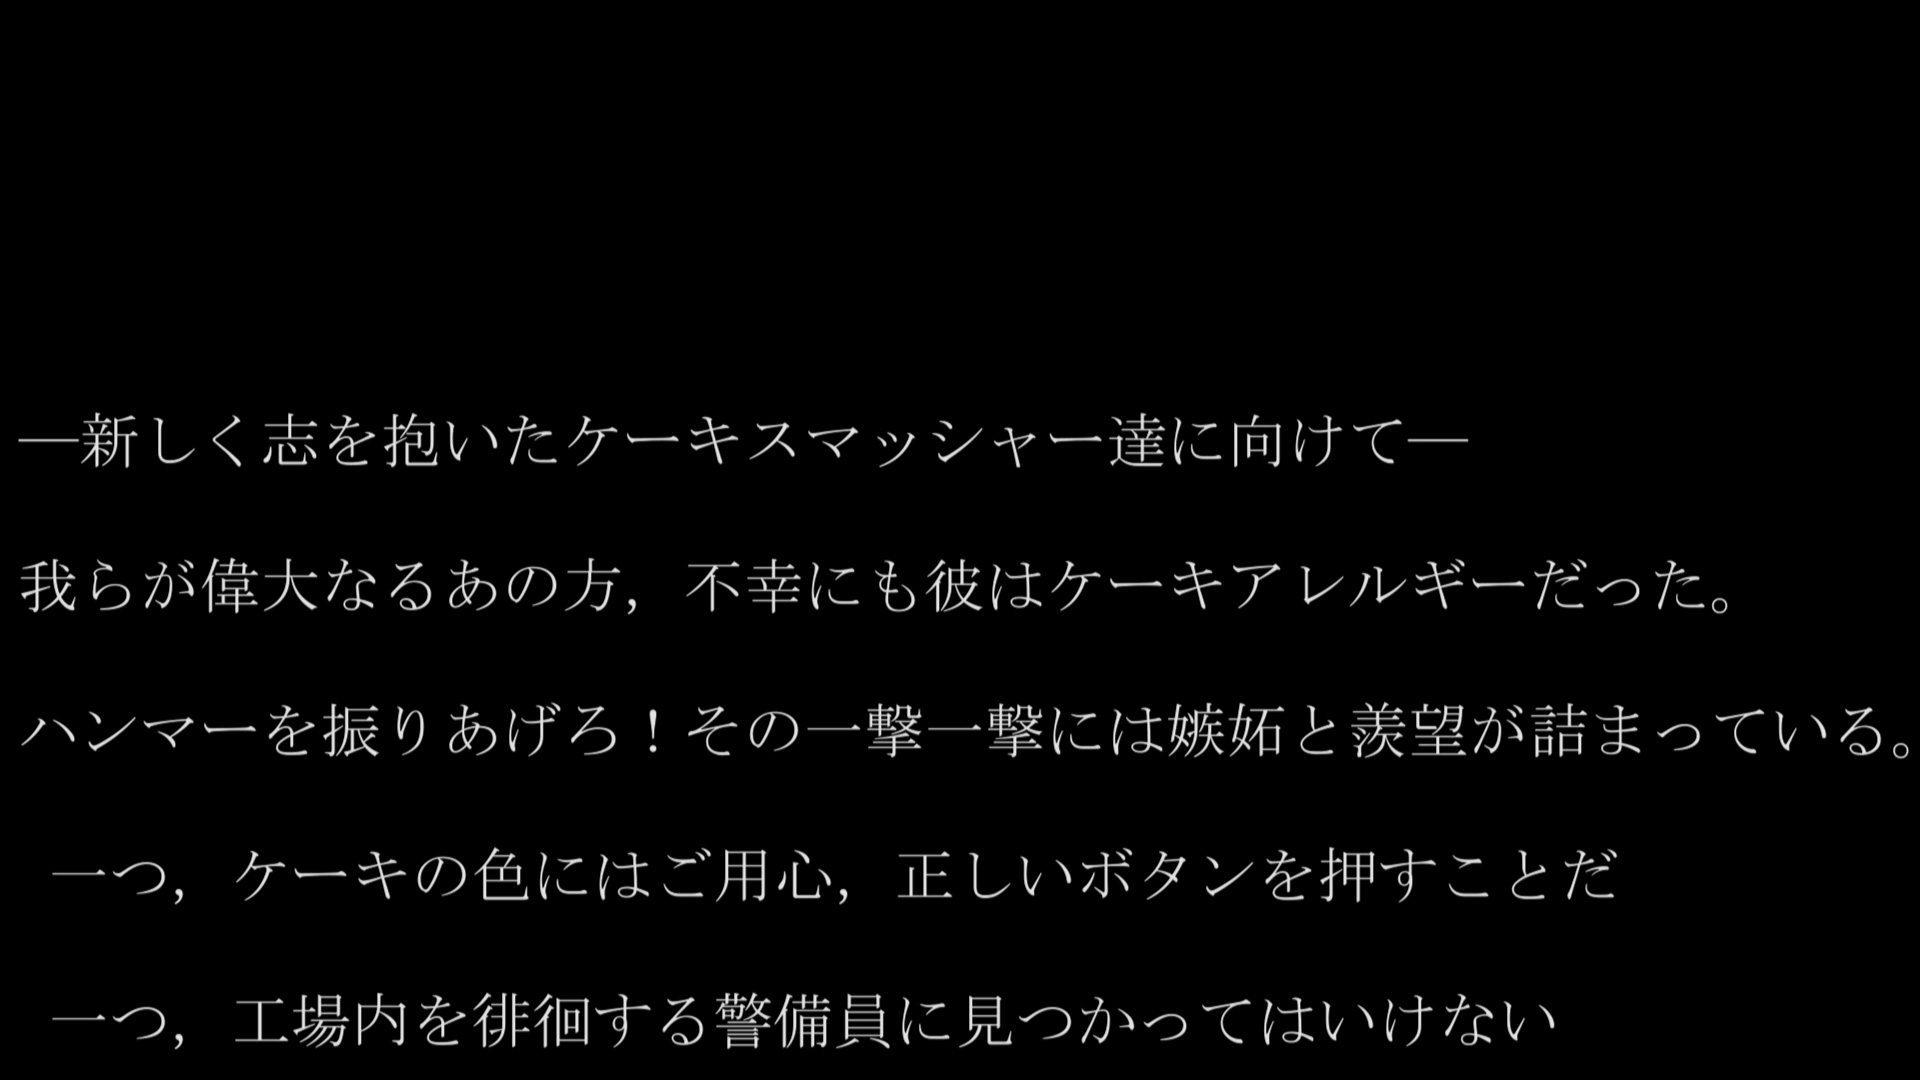 ―新しく志を抱いたケーキスマッシャー達に向けて―
我らが偉大なるあの方，不幸にも彼はケーキアレルギーだった。
ハンマーを振りあげろ！その一撃一撃には嫉妬と羨望が詰まっている。
一つ，ケーキの色にはご用心，正しいボタンを押すことだ
一つ，工場内を徘徊する警備員に見つかってはいけない